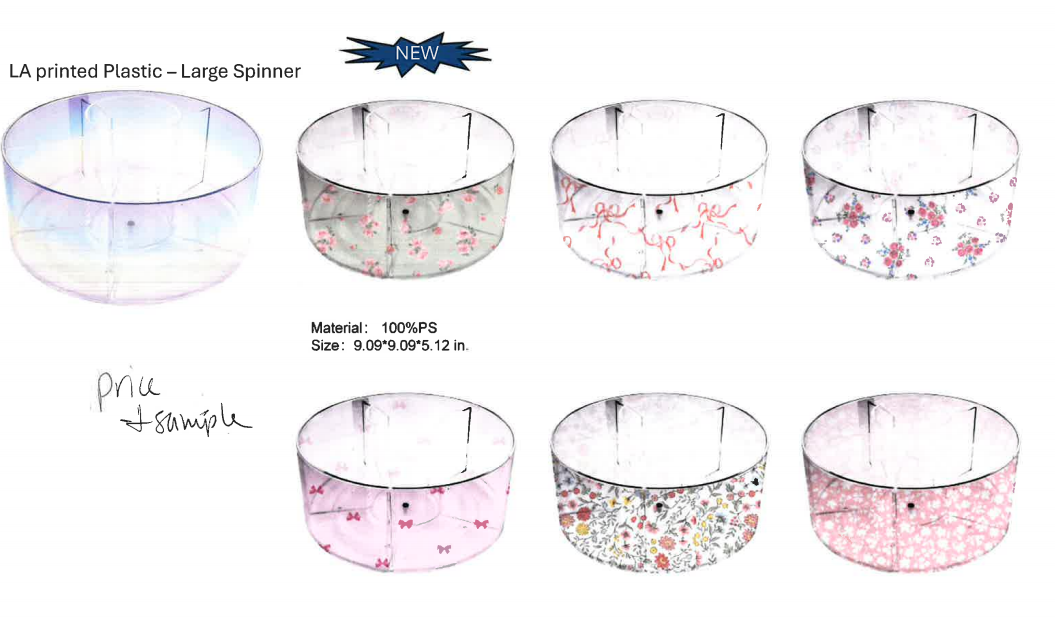 NEW
LA printed Plastic – Large Spinner
Material: 100%PS
Size: 9.09*9.09*5.12 in.
price
+ sample